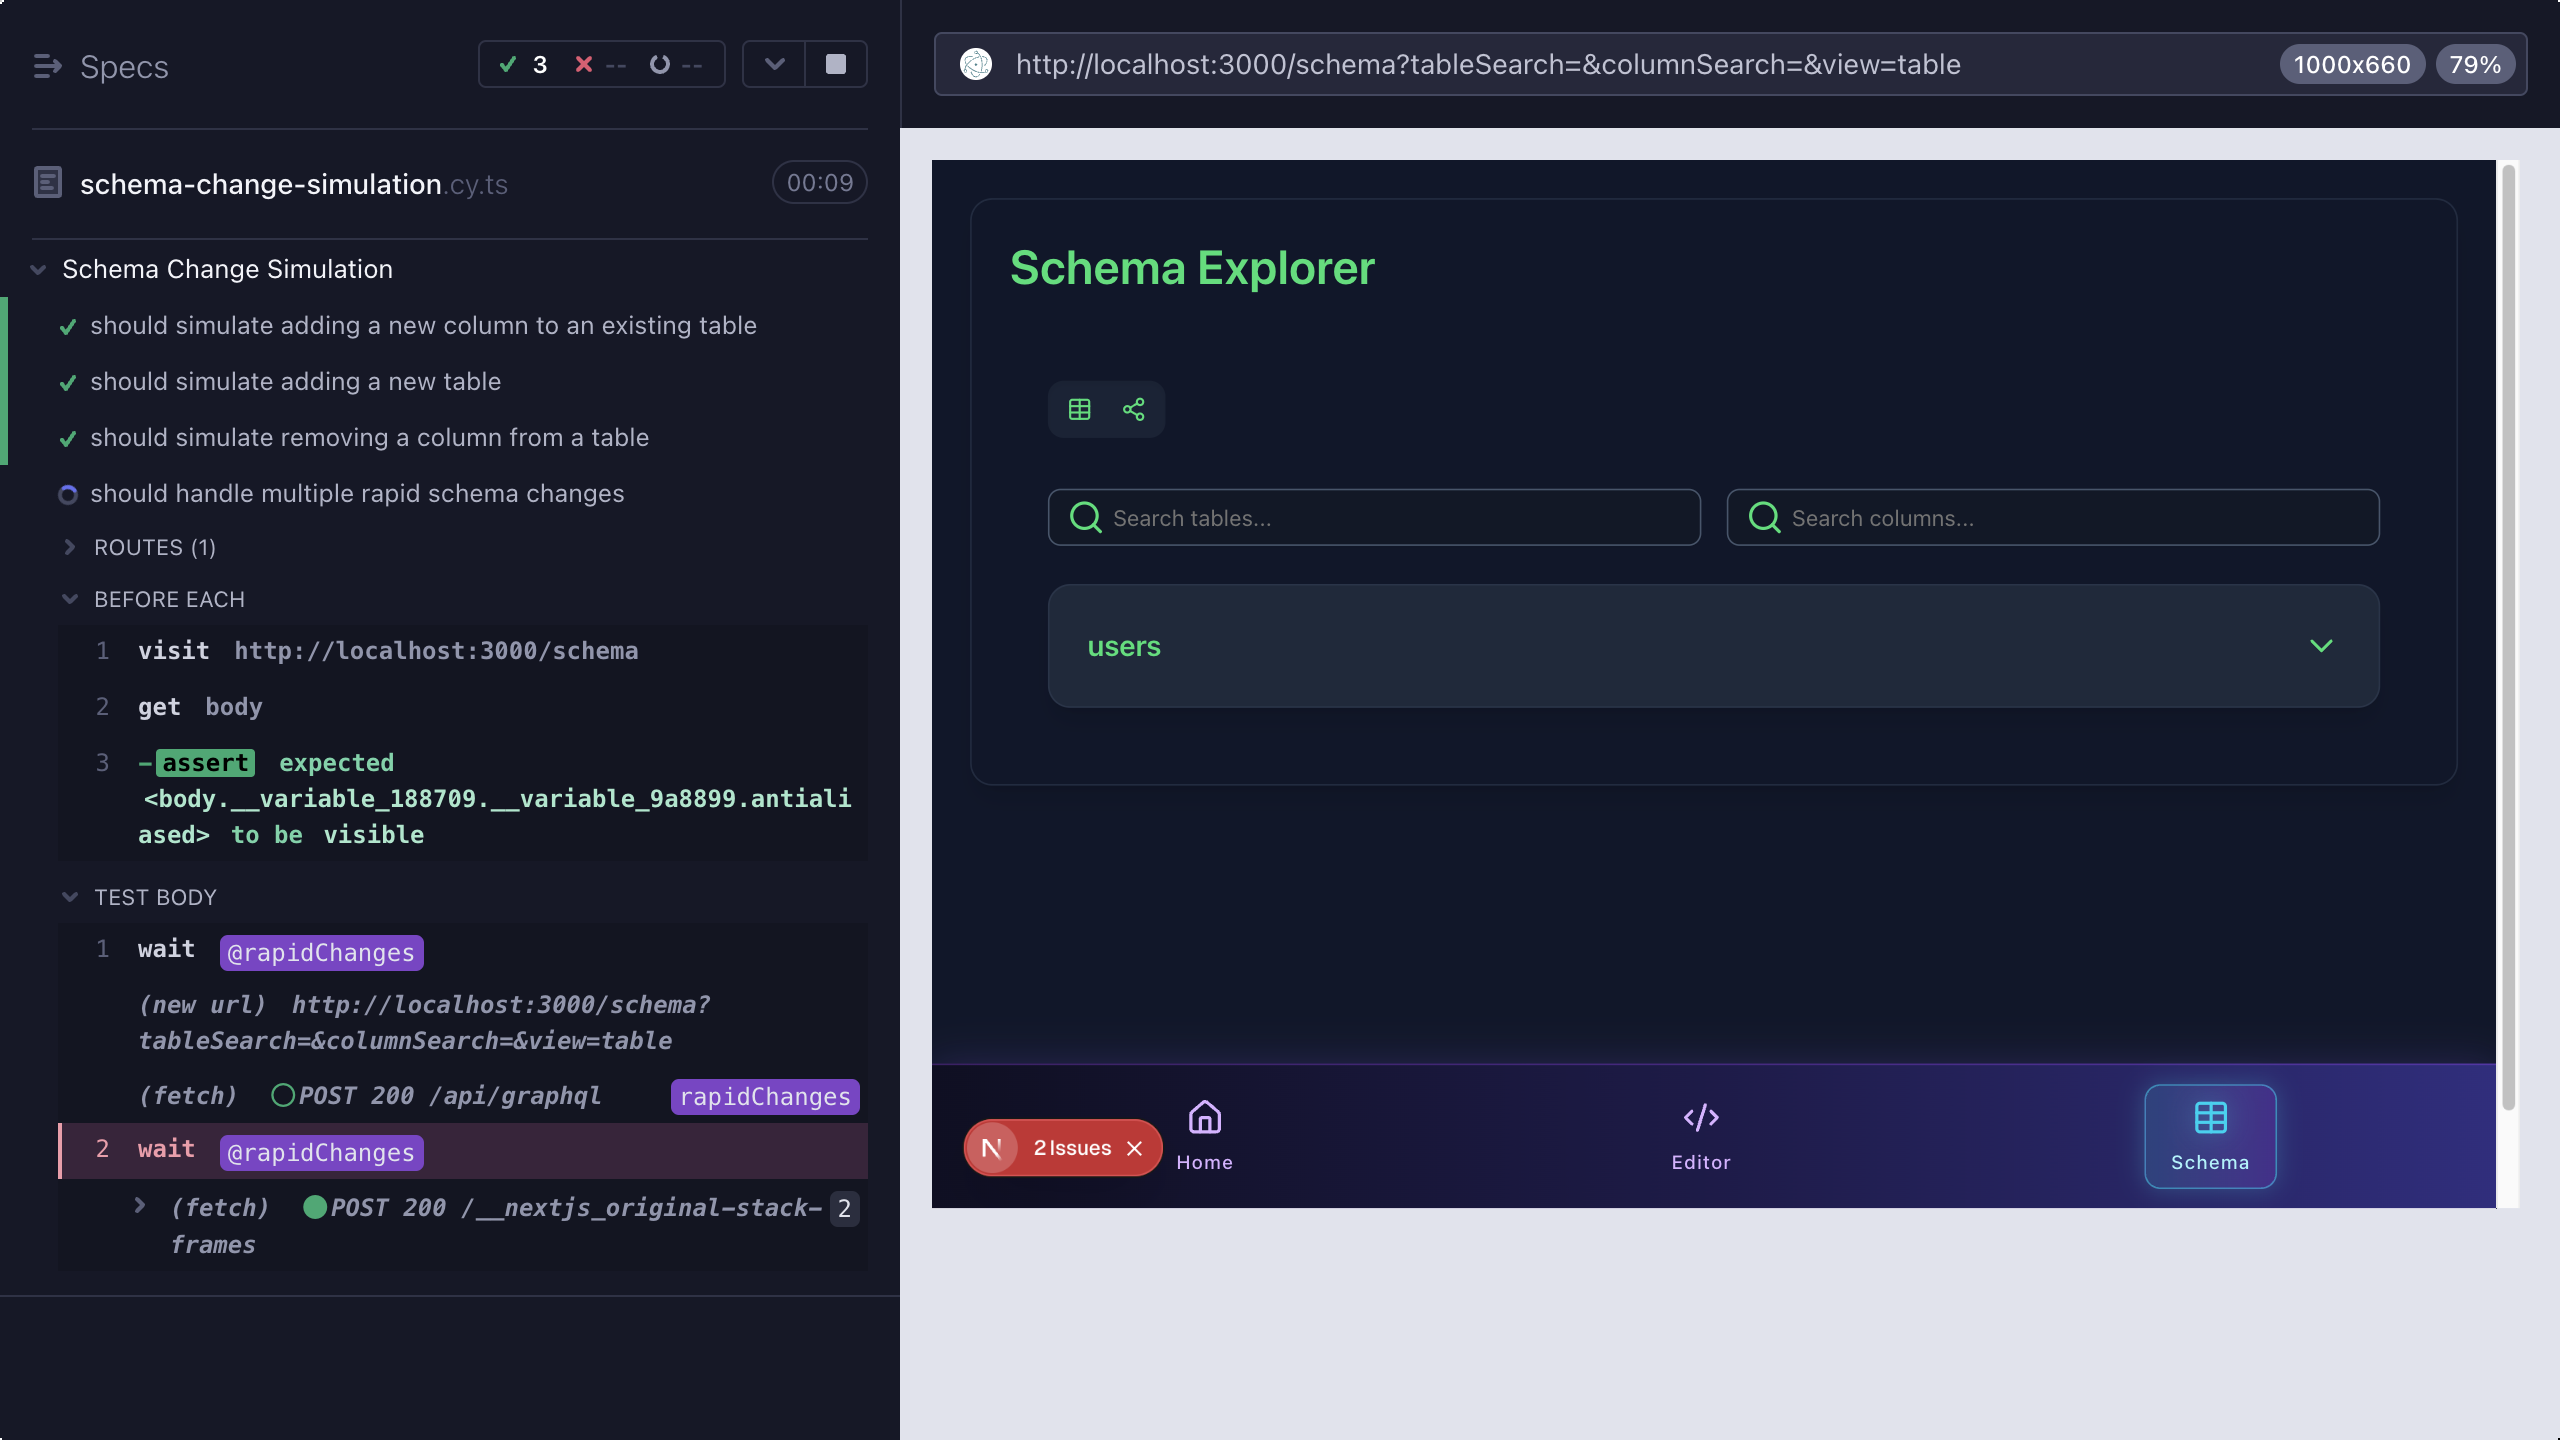 Specs
3 -- --
schema-change-simulation.cy.ts
00:09
Schema Change Simulation
should simulate adding a new column to an existing table
should simulate adding a new table
should simulate removing a column from a table
should handle multiple rapid schema changes
ROUTES (1)
BEFORE EACH
1 visit http://localhost:3000/schema
2 get body
3 -assert expected
<body.__variable_188709.__variable_9a8899.antiali
ased> to be visible
TEST BODY
1 wait @rapidChanges
(new url) http://localhost:3000/schema?
tableSearch=&columnSearch=&view=table
(fetch) POST 200 /api/graphql rapidChanges
2 wait @rapidChanges
(fetch) POST 200 /__nextjs_original-stack- 2
frames
http://localhost:3000/schema?tableSearch=&columnSearch=&view=table
1000x660 79%
Schema Explorer
Search tables...
Search columns...
users
N 2 Issues
Home
Editor
Schema